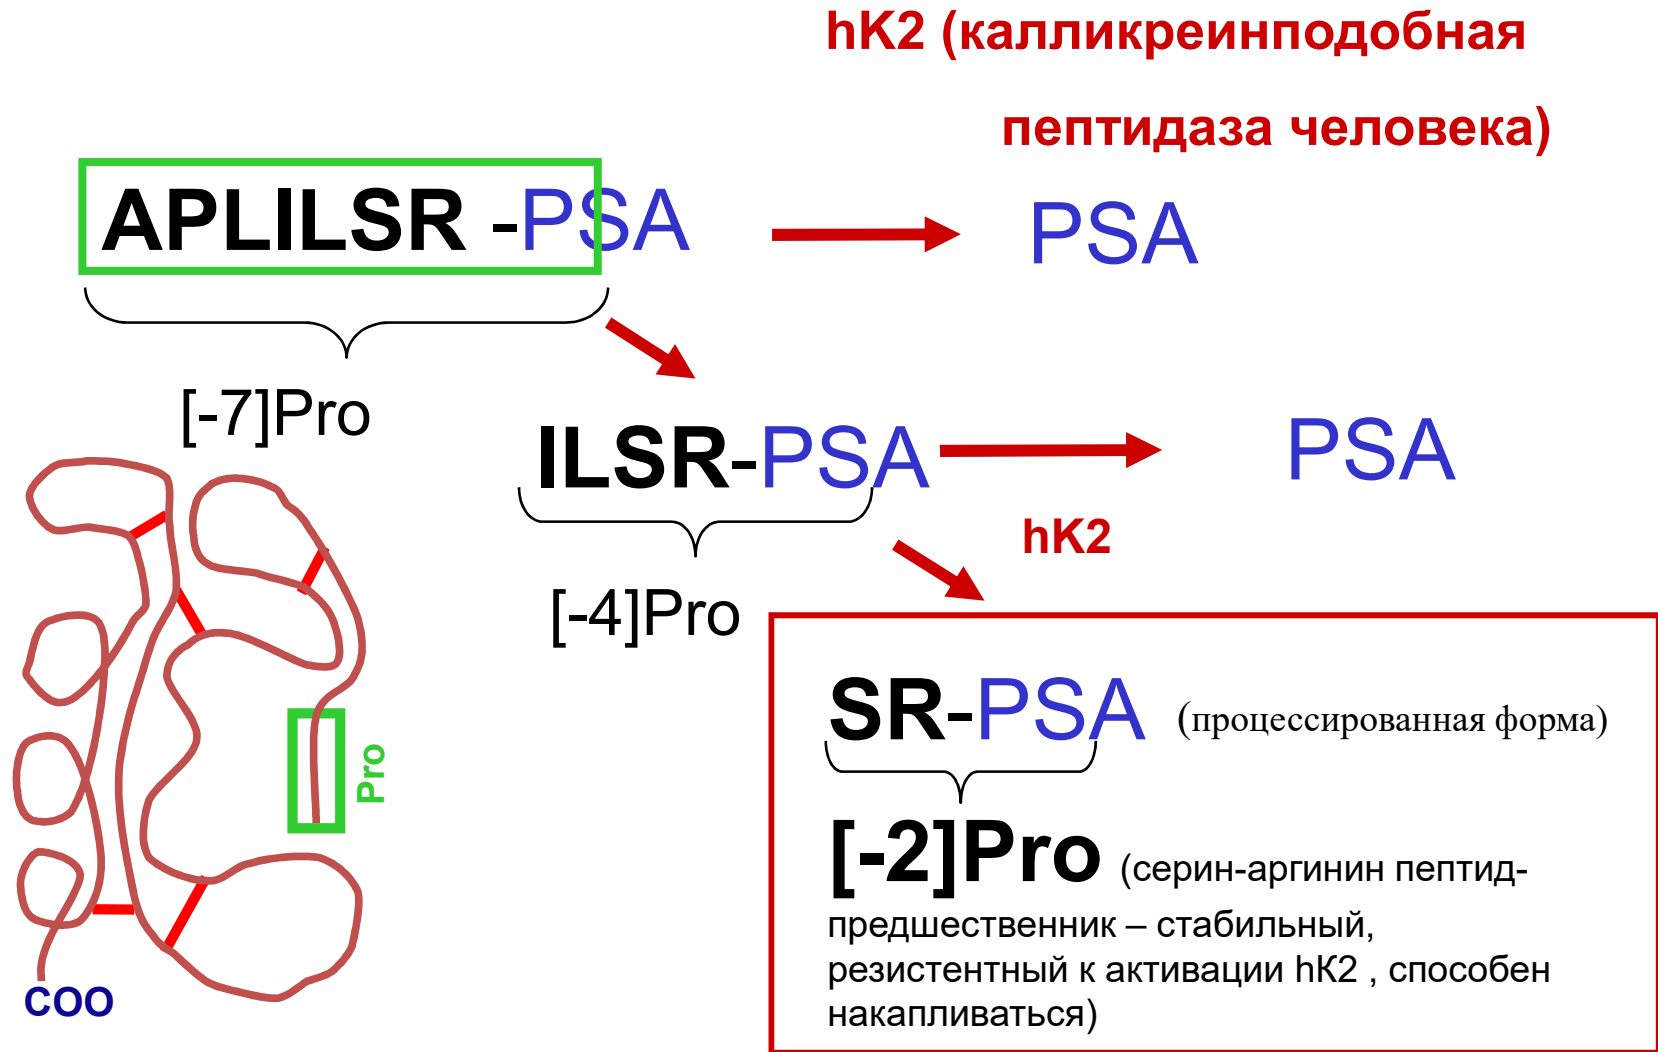 hK2 (калликреинподобная
пептидаза человека)
APLILSR -PSA
PSA
[-7]Pro
ILSR-PSA
PSA
hK2
[-4]Pro
SR-PSA (процессированная форма)
Pro
[-2]Pro (серин-аргинин пептид-
предшественник – стабильный,
резистентный к активации hK2 , способен
накапливаться)
COO